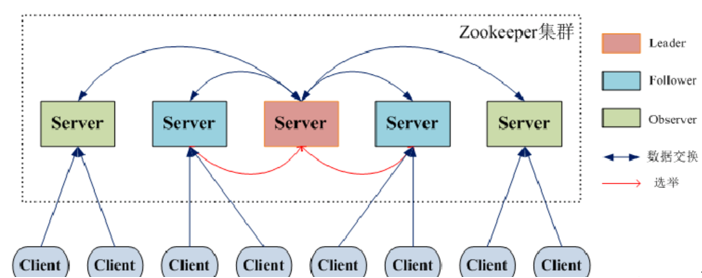 Zookeeper集群
Leader
Follower
Observer
数据交换
选举
Server
Server
Server
Server
Server
Client
Client
Client
Client
Client
Client
Client
Client